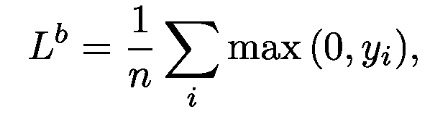 L^b = \frac{1}{n} \sum_i \max(0, y_i),